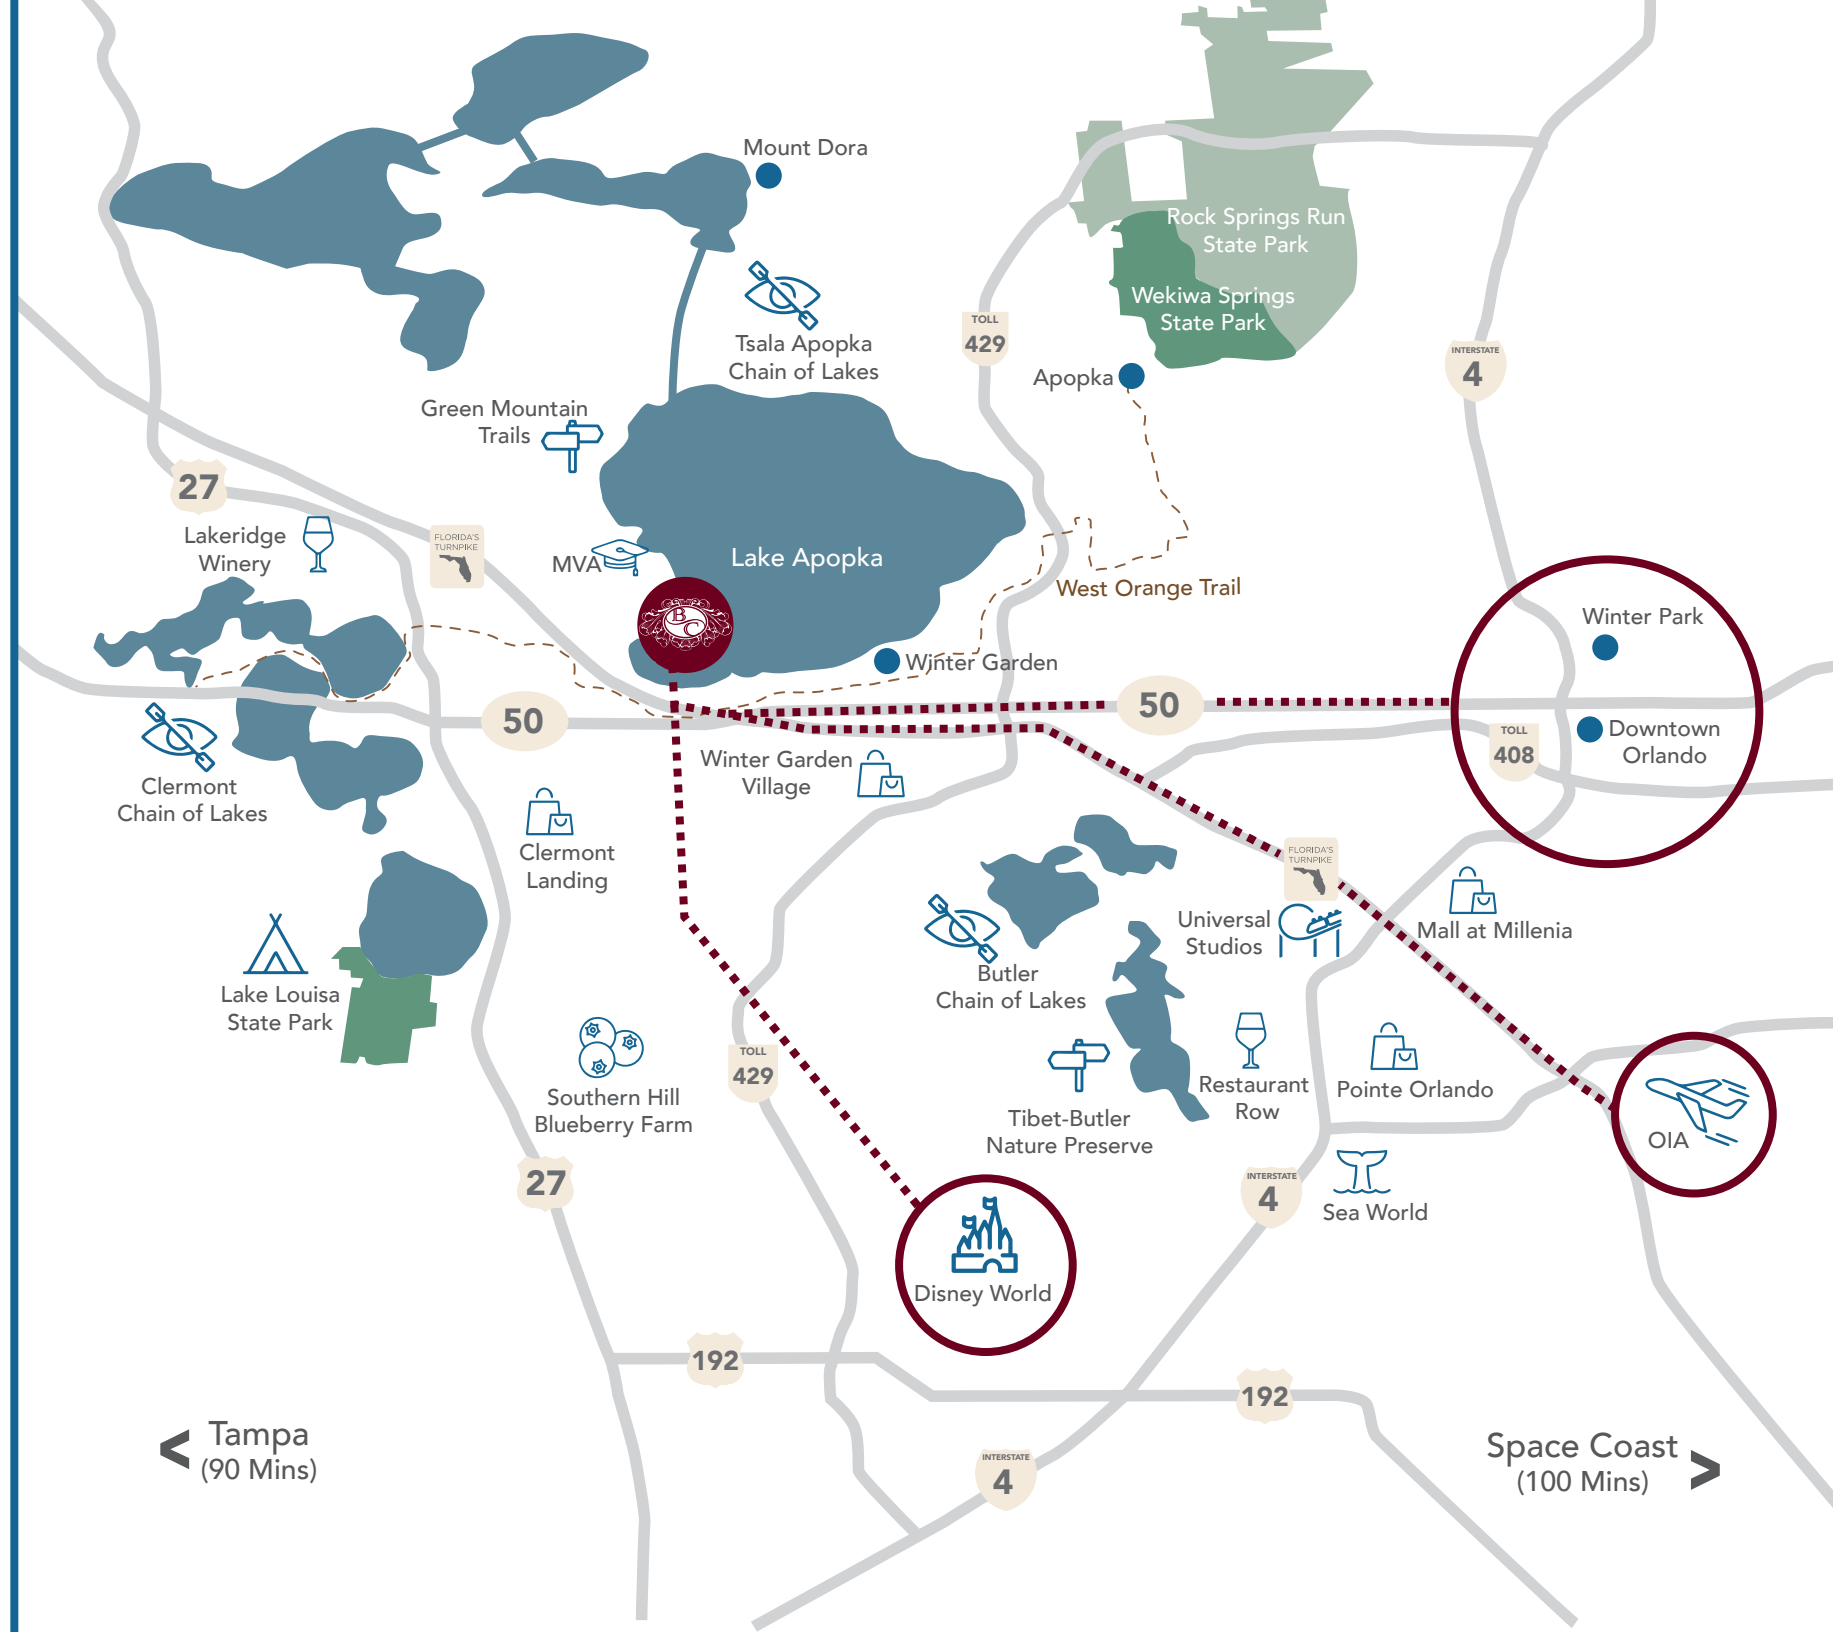 Mount Dora
Rock Springs Run
State Park
Wekiwa Springs
State Park
TOLL
429
Tsala Apopka
Chain of Lakes
INTERSTATE
4
Apopka
Green Mountain
Trails
27
Lakeridge
Winery
FLORIDA'S
TURNPIKE
MVA
Lake Apopka
West Orange Trail
B
C
Winter Park
Winter Garden
50
50
Downtown
Orlando
TOLL
408
Winter Garden
Village
Clermont
Chain of Lakes
Clermont
Landing
FLORIDA'S
TURNPIKE
Universal
Studios
Mall at Millenia
Butler
Chain of Lakes
Lake Louisa
State Park
TOLL
429
Southern Hill
Blueberry Farm
Restaurant
Row
Pointe Orlando
Tibet-Butler
Nature Preserve
OIA
27
INTERSTATE
4
Sea World
Disney World
192
192
Tampa
(90 Mins)
Space Coast
(100 Mins)
INTERSTATE
4